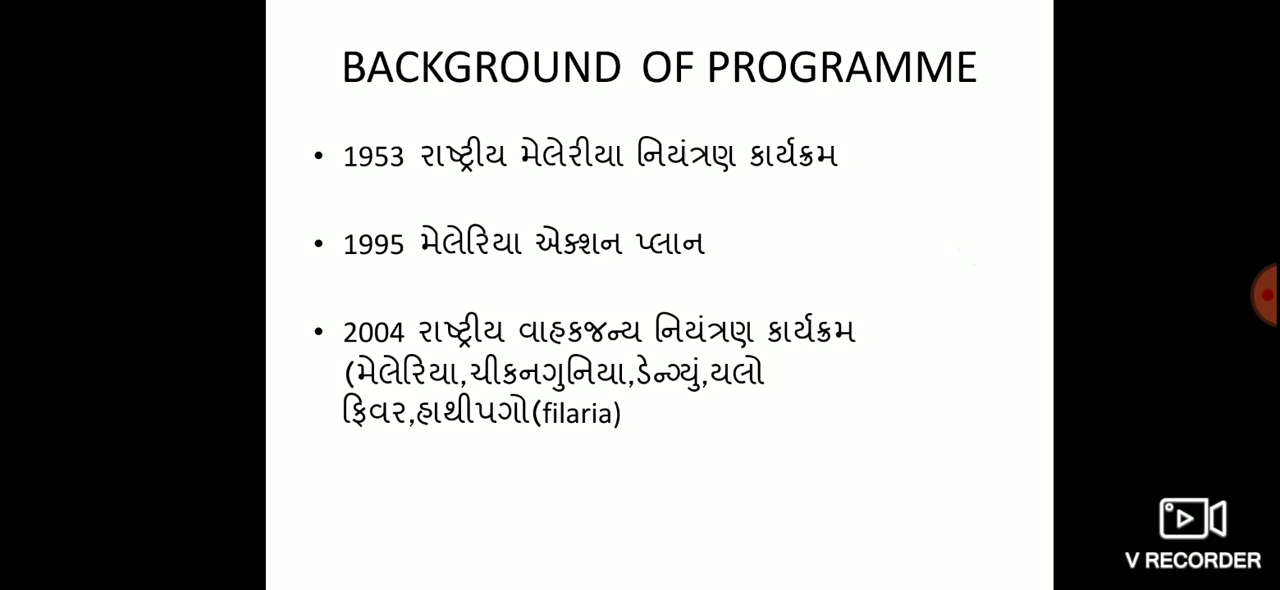 BACKGROUND OF PROGRAMME
• 1953 રાષ્ટ્રીય મેલેરીયા નિયંત્રણ કાર્યક્રમ
• 1995 મેલેરિયા એક્શન પ્લાન
• 2004 રાષ્ટ્રીય વાહકજન્ય નિયંત્રણ કાર્યક્રમ
(મેલેરિયા,ચીકનગુનિયા,ડેન્ગ્યું,યલો
ફિવર,હાથીપગો(filaria)
V RECORDER